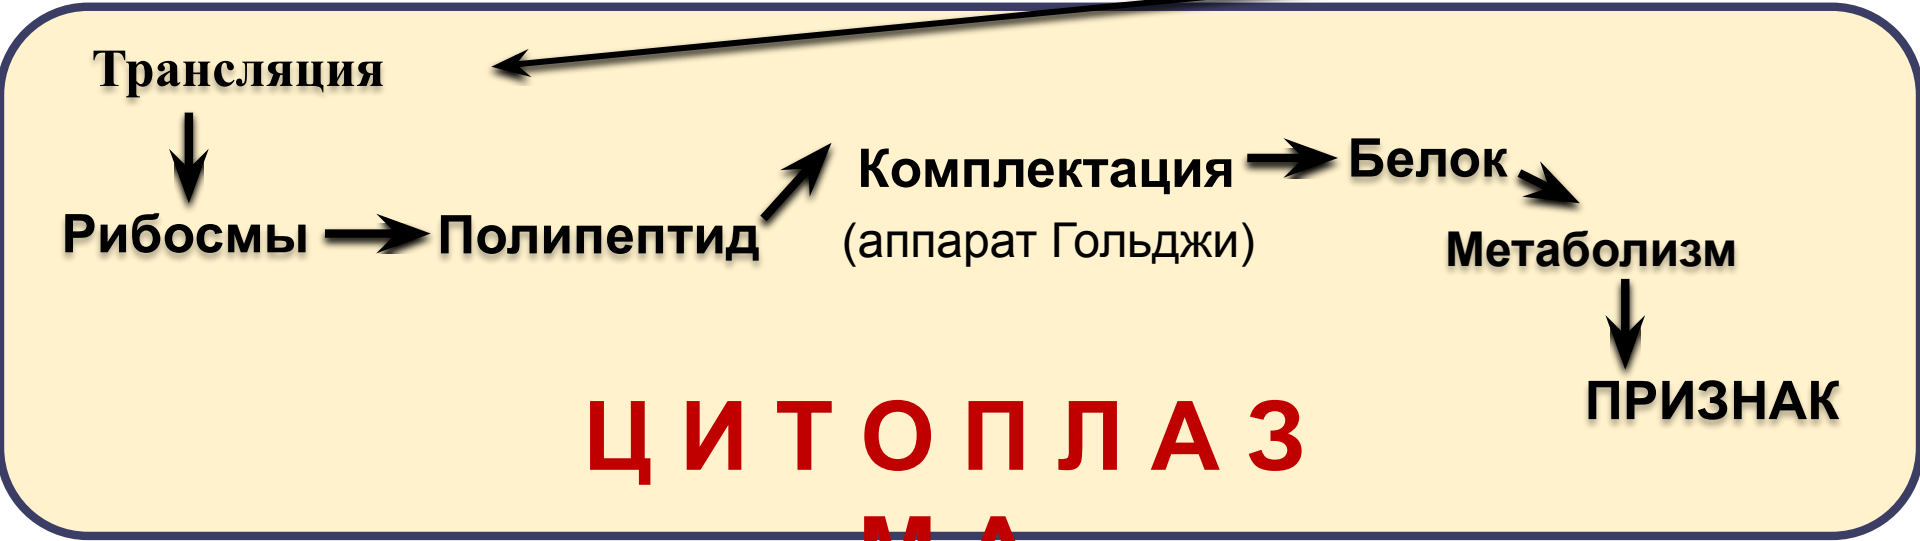 Трансляция
Рибосмы
Полипептид
Комплектация
(аппарат Гольджи)
Белок
Метаболизм
ПРИЗНАК
Ц И Т О П Л А З
М А